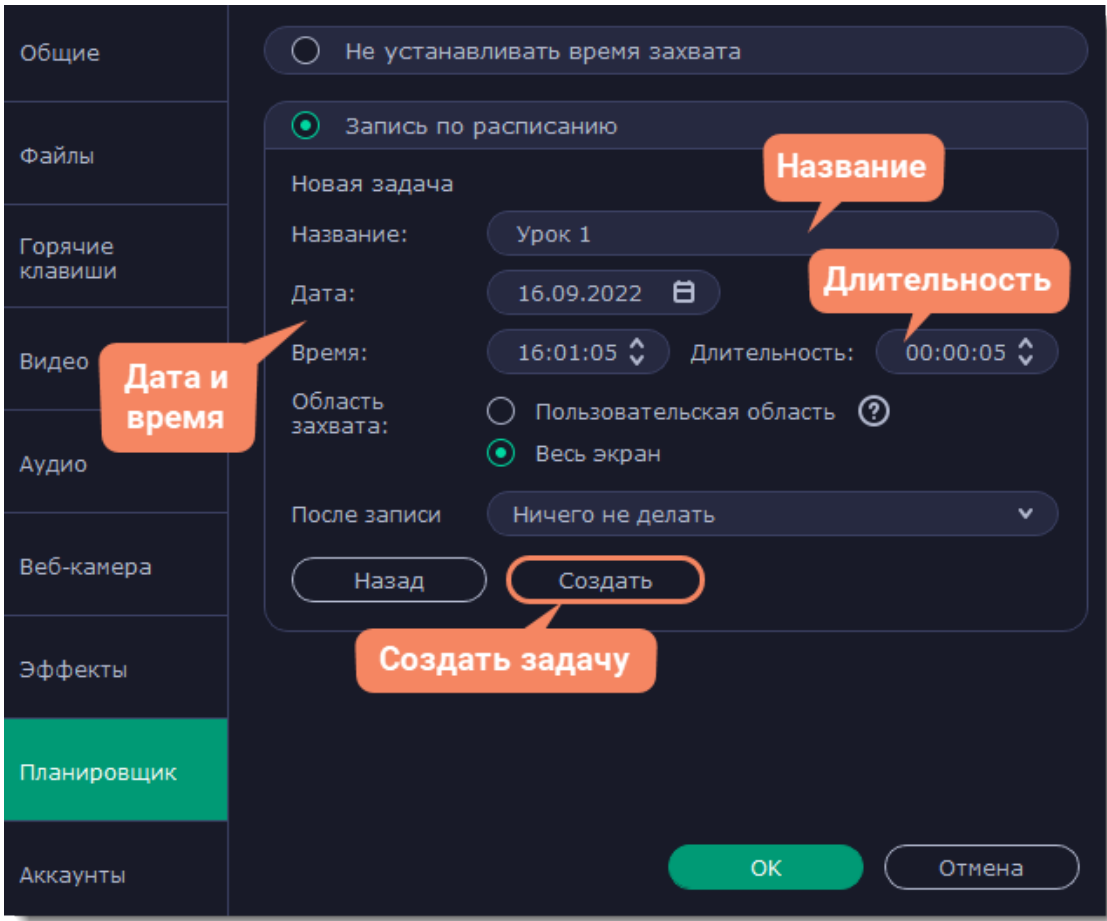 Общие
Файлы
Горячие
клавиши
Видео
Аудио
Веб-камера
Эффекты
Планировщик
Аккаунты
Не устанавливать время захвата
Запись по расписанию
Название
Новая задача
Название: Урок 1
Длительность
Дата: 16.09.2022
Дата и
время
Время: 16:01:05 Длительность: 00:00:05
Область
захвата:
Пользовательская область ?
Весь экран
После записи Ничего не делать
Назад Создать
Создать задачу
OK Отмена